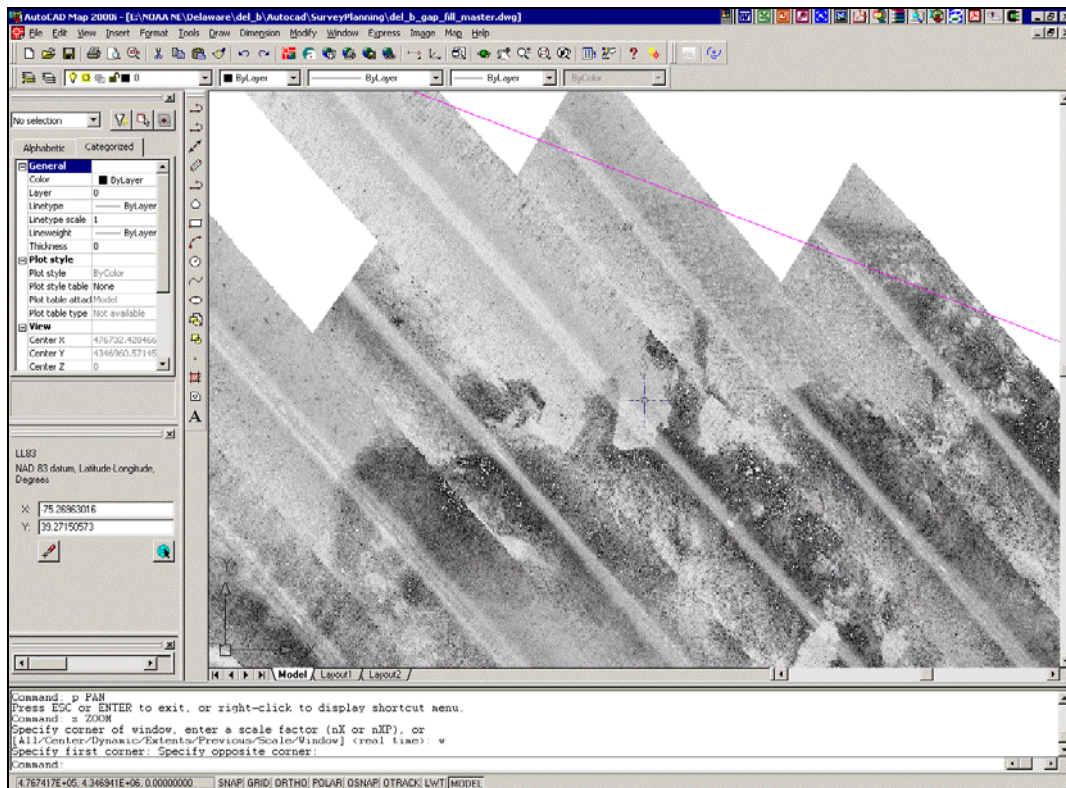 AutoCAD Map 2000i - [E:\NOAA NE\Delaware\del_b\Autocad\SurveyPlanning\del_b_gap_fill_master.dwg]
File Edit View Insert Format Tools Draw Dimension Modify Window Express Image Map Help
0 ByLayer ByLayer ByLayer ByColor
No selection
Alphabetic Categorized
General
Color ByLayer
Layer 0
Linetype ByLayer
Linetype scale 1
Lineweight ByLayer
Thickness 0
Plot style
Plot style ByColor
Plot style table None
Plot table attac Model
Plot table type Not available
View
Center X 476732.428466
Center Y 4346960.57145
Center Z 0
LL83
NAD 83 datum, Latitude-Longitude,
Degrees
X: -75.26963016
Y: 39.27150573
A
Y
Model Layout1 Layout2
Command: p PAN
Press ESC or ENTER to exit, or right-click to display shortcut menu.
Command: z ZOOM
Specify corner of window, enter a scale factor (nX or nXP), or
[All/Center/Dynamic/Extents/Previous/Scale/Window] <real time>: w
Specify first corner: Specify opposite corner:
Command:
4.767417E+05, 4.346941E+06, 0.00000000 SNAP GRID ORTHO POLAR OSNAP OTRACK LWT MODEL